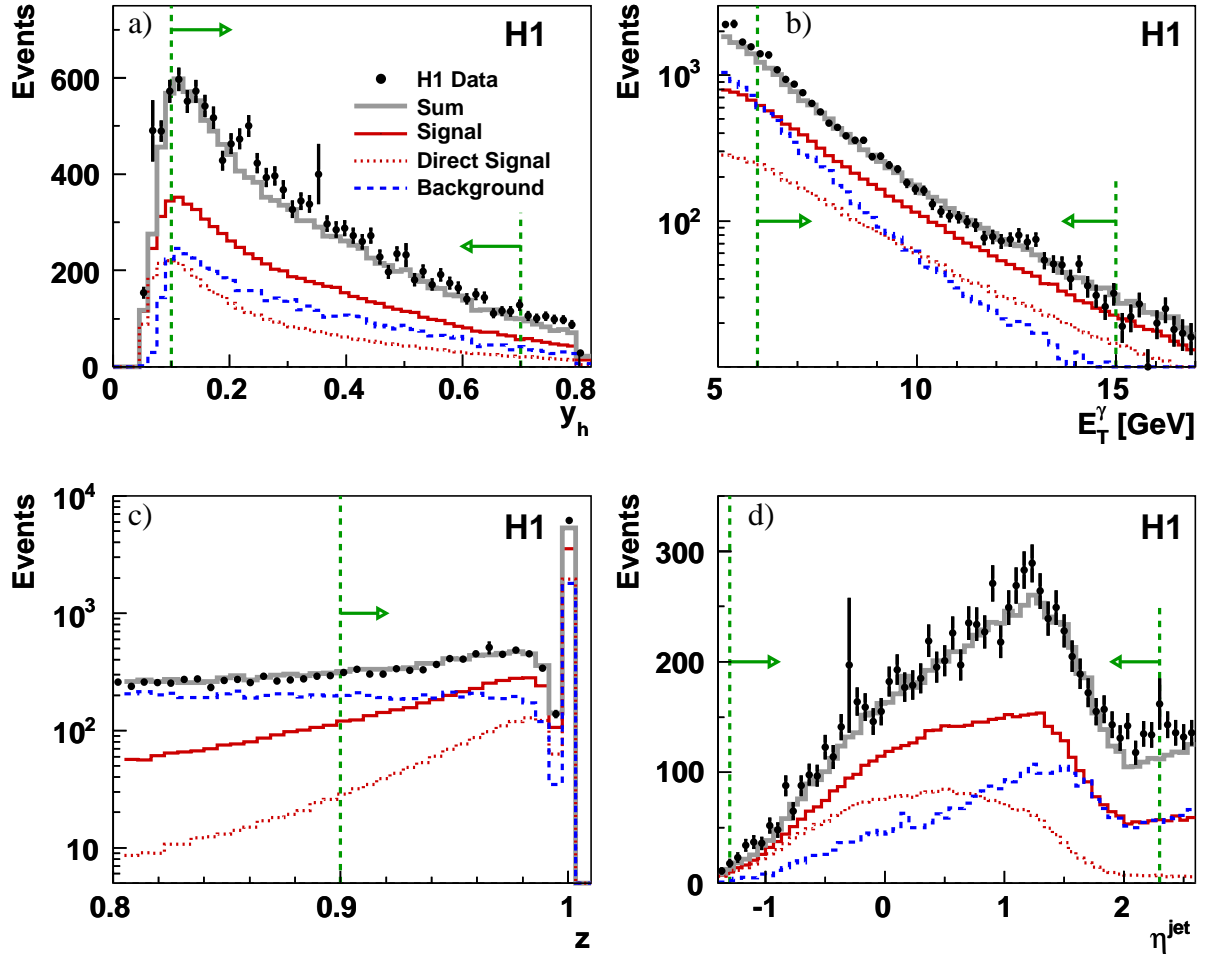 a)
H1
Events
600
400
200
0
0 0.2 0.4 0.6 0.8
y_h
H1 Data
Sum
Signal
Direct Signal
Background
b)
H1
Events
10^3
10^2
5 10 15
E_T^γ [GeV]
c)
H1
Events
10^4
10^3
10^2
10
0.8 0.9 1
z
d)
H1
Events
300
200
100
0
-1 0 1 2
η^jet